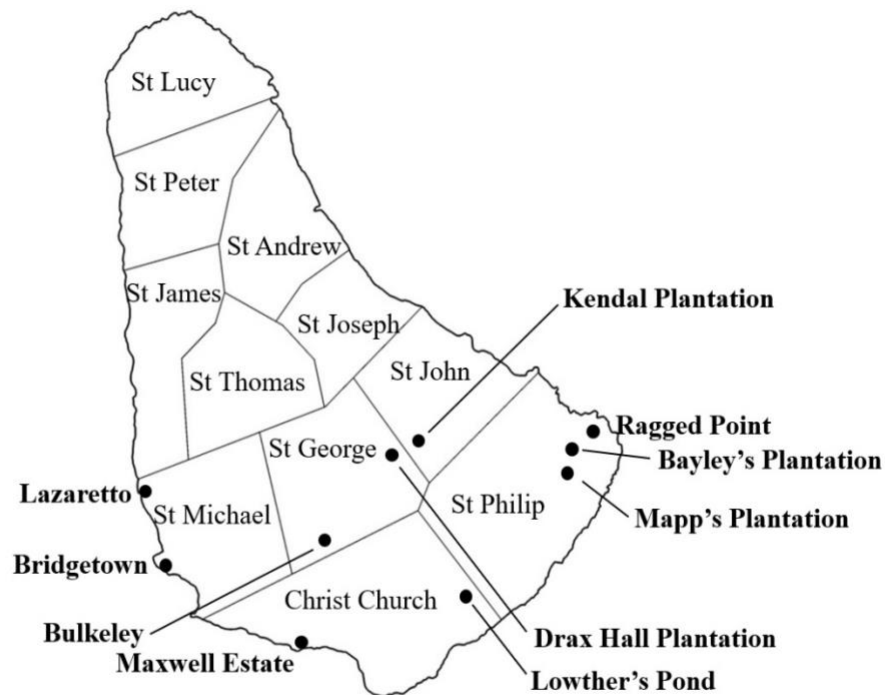 St Lucy
St Peter
St Andrew
St James
Kendal Plantation
St Joseph
St John
St Thomas
Ragged Point
St George
Bayley's Plantation
Lazaretto
St Philip
St Michael
Mapp's Plantation
Bridgetown
Christ Church
Bulkeley
Drax Hall Plantation
Maxwell Estate
Lowther's Pond